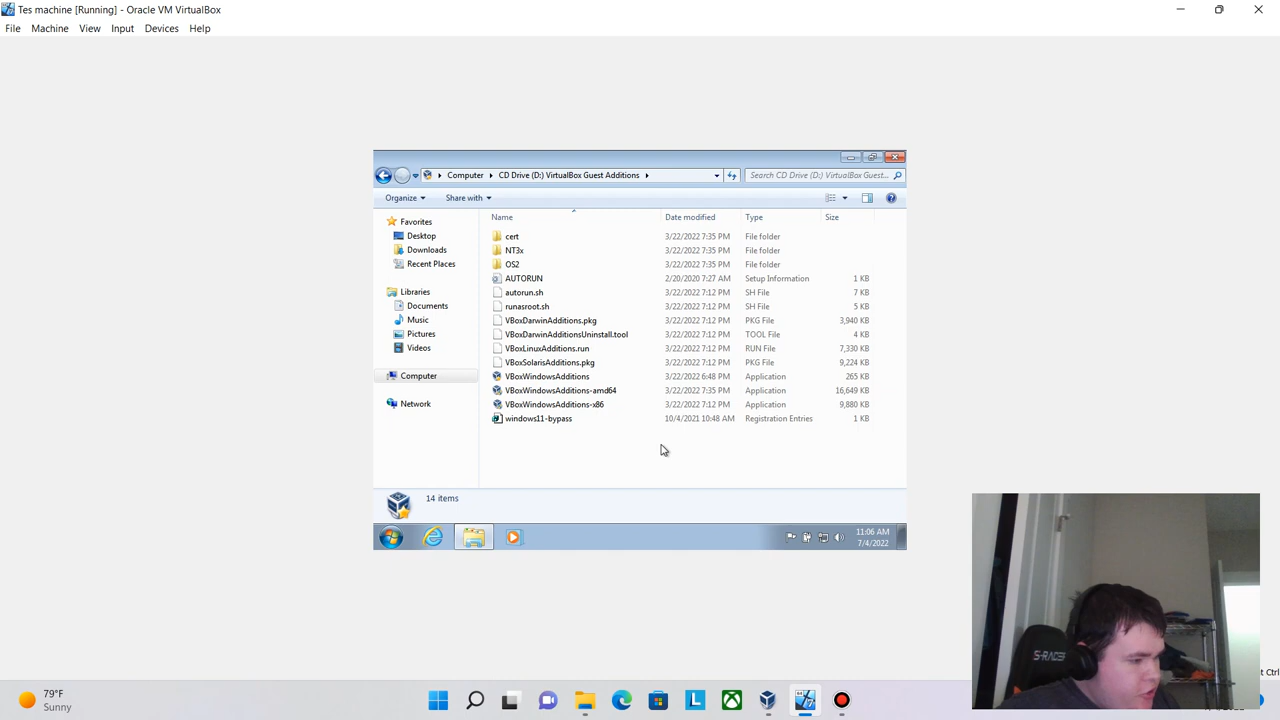 Tes machine [Running] - Oracle VM VirtualBox
File Machine View Input Devices Help
Computer CD Drive (D:) VirtualBox Guest Additions Search CD Drive (D:) VirtualBox Guest...
Organize Share with
Favorites
Desktop
Downloads
Recent Places
Libraries
Documents
Music
Pictures
Videos
Computer
Network
Name Date modified Type Size
cert 3/22/2022 7:35 PM File folder
NT3x 3/22/2022 7:35 PM File folder
OS2 3/22/2022 7:35 PM File folder
AUTORUN 2/20/2020 7:27 AM Setup Information 1 KB
autorun.sh 3/22/2022 7:12 PM SH File 7 KB
runasroot.sh 3/22/2022 7:12 PM SH File 5 KB
VBoxDarwinAdditions.pkg 3/22/2022 7:12 PM PKG File 3,940 KB
VBoxDarwinAdditionsUninstall.tool 3/22/2022 7:12 PM TOOL File 4 KB
VBoxLinuxAdditions.run 3/22/2022 7:12 PM RUN File 7,330 KB
VBoxSolarisAdditions.pkg 3/22/2022 7:12 PM PKG File 9,224 KB
VBoxWindowsAdditions 3/22/2022 6:48 PM Application 265 KB
VBoxWindowsAdditions-amd64 3/22/2022 7:35 PM Application 16,649 KB
VBoxWindowsAdditions-x86 3/22/2022 7:12 PM Application 9,880 KB
windows11-bypass 10/4/2021 10:48 AM Registration Entries 1 KB
14 items
11:06 AM
7/4/2022
S-RACER
Ctrl
79°F
Sunny